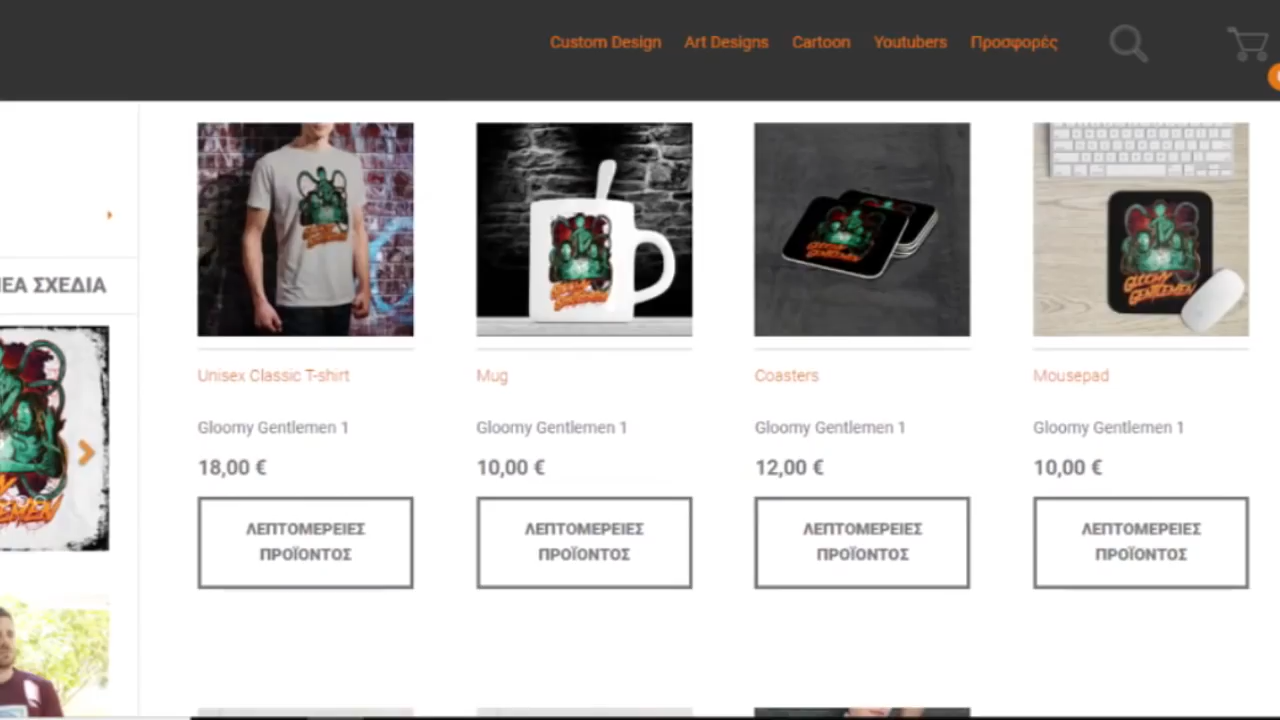 Custom Design Art Designs Cartoon Youtubers Προσφορές
ΕΑ ΣΧΕΔΙΑ
Unisex Classic T-shirt
Gloomy Gentlemen 1
18,00 €
ΛΕΠΤΟΜΕΡΕΙΕΣ
ΠΡΟΪΟΝΤΟΣ
Mug
Gloomy Gentlemen 1
10,00 €
ΛΕΠΤΟΜΕΡΕΙΕΣ
ΠΡΟΪΟΝΤΟΣ
Coasters
Gloomy Gentlemen 1
12,00 €
ΛΕΠΤΟΜΕΡΕΙΕΣ
ΠΡΟΪΟΝΤΟΣ
GLOOMY
GENTLEMEN
Mousepad
Gloomy Gentlemen 1
10,00 €
ΛΕΠΤΟΜΕΡΕΙΕΣ
ΠΡΟΪΟΝΤΟΣ